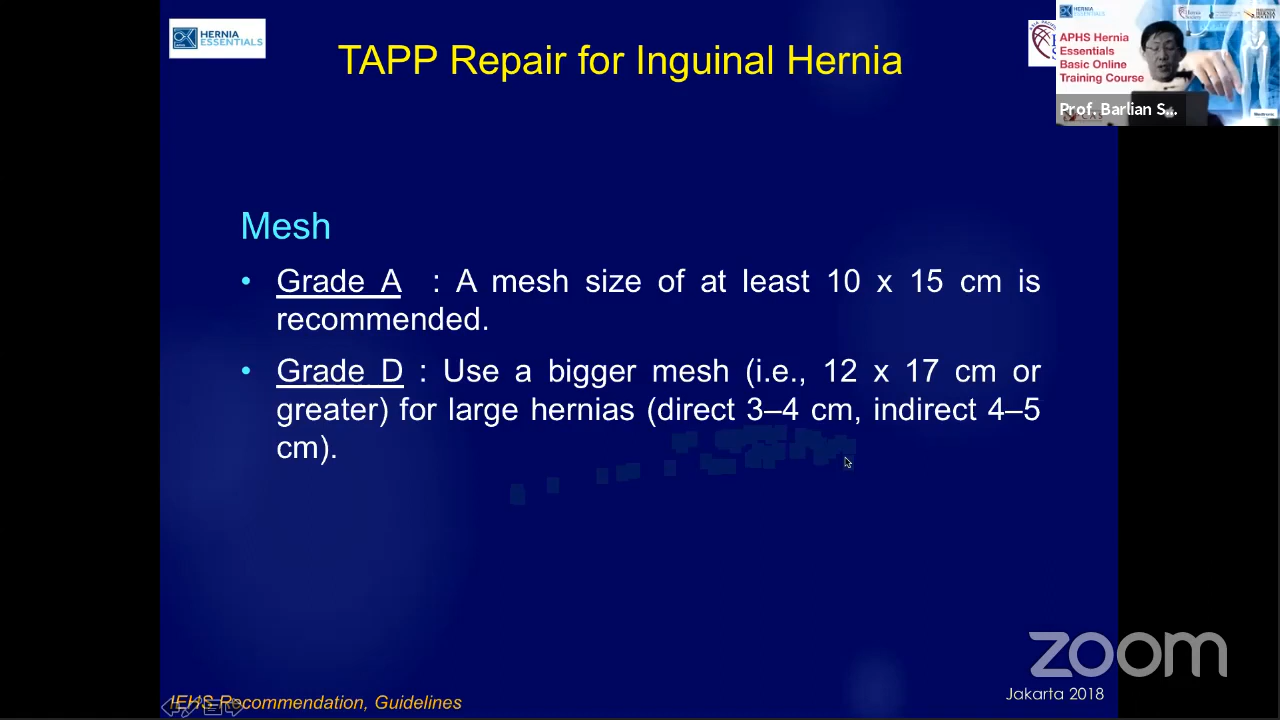 HERNIA
ESSENTIALS
TAPP Repair for Inguinal Hernia
HERNIA
ESSENTIALS
APHS Hernia
Essentials
Basic Online
Training Course
Prof. Barlian S...
Mesh
• Grade A : A mesh size of at least 10 x 15 cm is
recommended.
• Grade D : Use a bigger mesh (i.e., 12 x 17 cm or
greater) for large hernias (direct 3–4 cm, indirect 4–5
cm).
zoom
Jakarta 2018
IEHS Recommendation, Guidelines